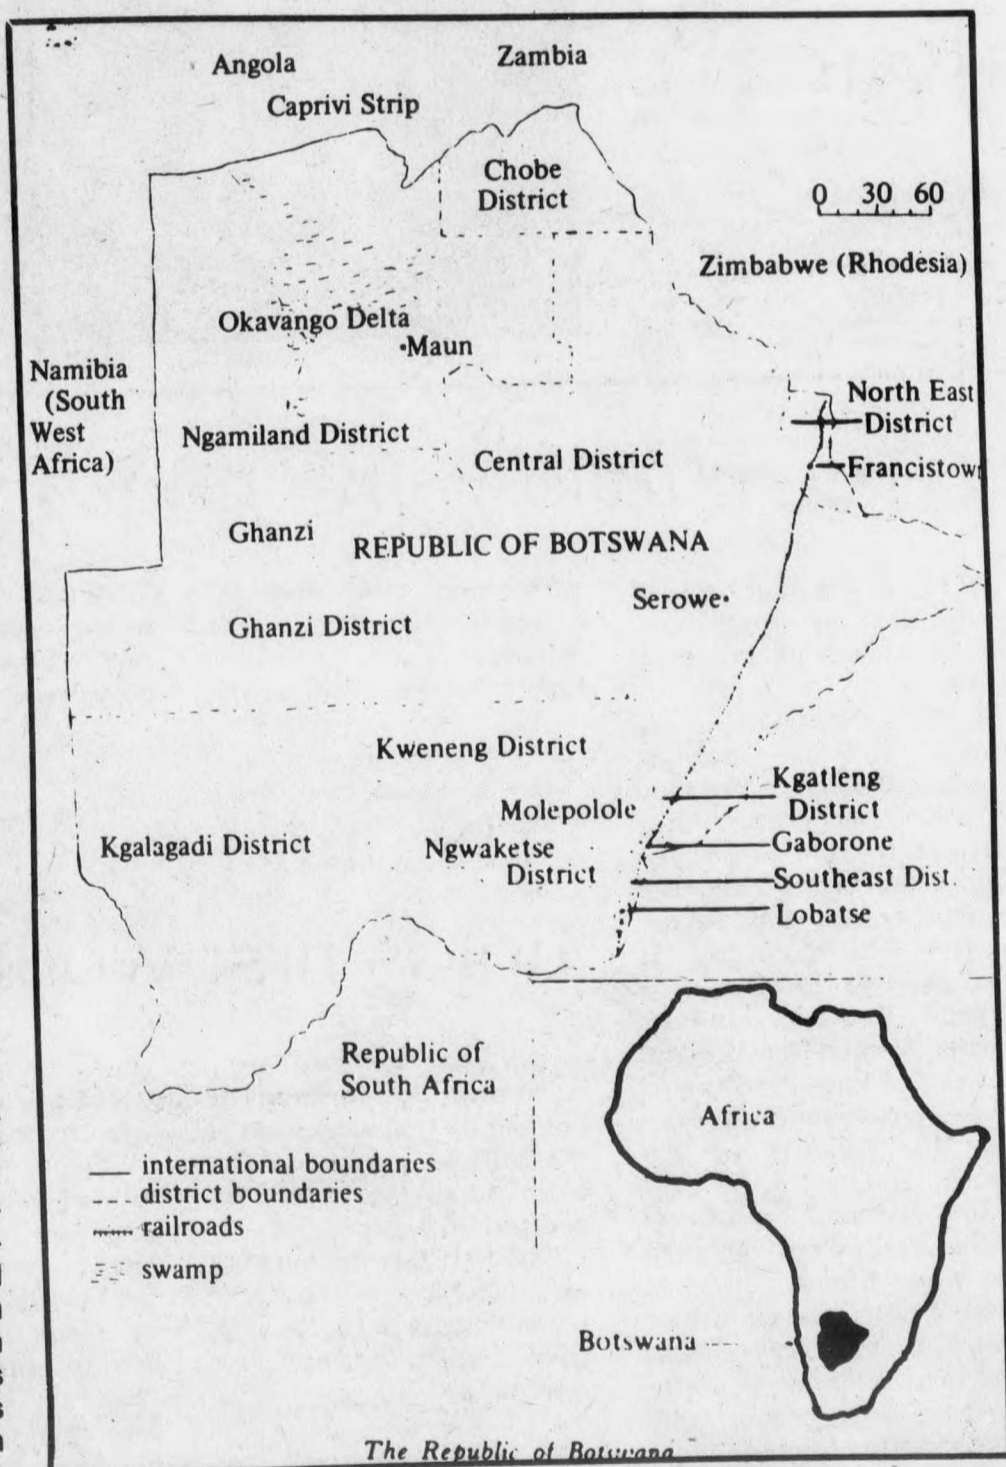 Angola
Zambia
Caprivi Strip
Chobe
District
0 30 60
Zimbabwe (Rhodesia)
Okavango Delta
Maun
Namibia
(South
West
Africa)
North East
District
Ngamiland District
Central District
Francistown
Ghanzi
REPUBLIC OF BOTSWANA
Serowe
Ghanzi District
Kweneng District
Kgatleng
District
Molepolole
Kgalagadi District
Ngwaketse
District
Gaborone
Southeast Dist.
Lobatse
Republic of
South Africa
Africa
international boundaries
district boundaries
railroads
swamp
Botswana
The Republic of Botswana